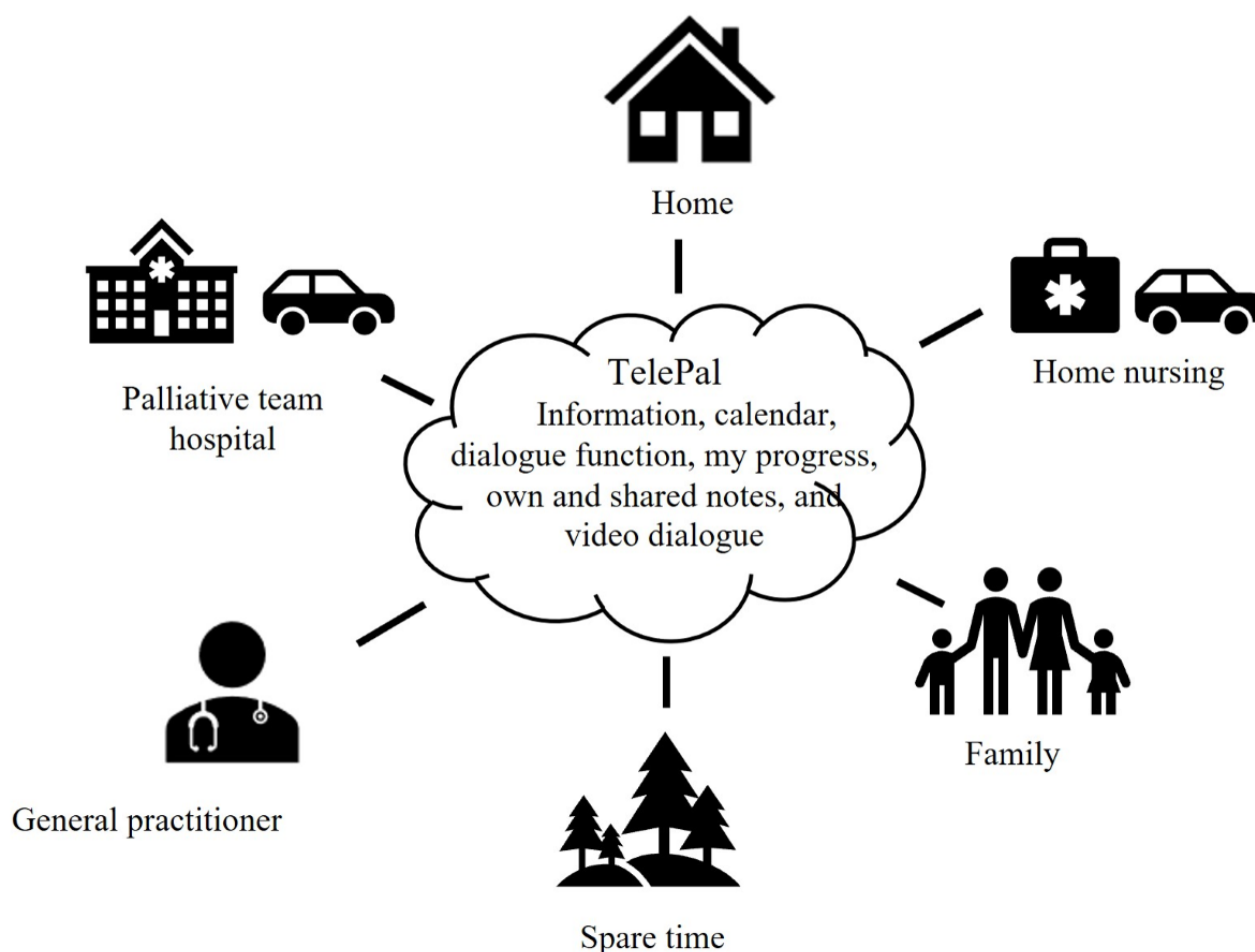 Home
Home nursing
Palliative team
hospital
TelePal
Information, calendar,
dialogue function, my progress,
own and shared notes, and
video dialogue
Family
General practitioner
Spare time